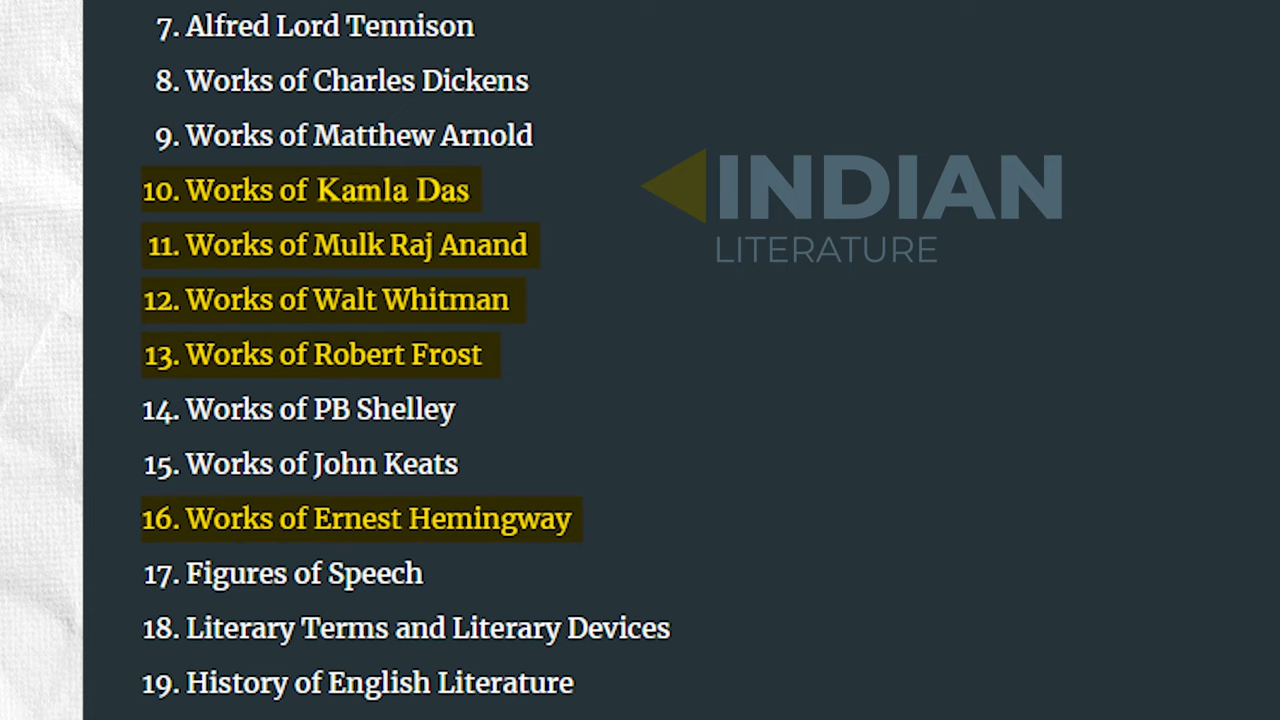 7. Alfred Lord Tennison
8. Works of Charles Dickens
9. Works of Matthew Arnold
10. Works of Kamla Das
11. Works of Mulk Raj Anand
12. Works of Walt Whitman
13. Works of Robert Frost
14. Works of PB Shelley
15. Works of John Keats
16. Works of Ernest Hemingway
17. Figures of Speech
18. Literary Terms and Literary Devices
19. History of English Literature
INDIAN
LITERATURE